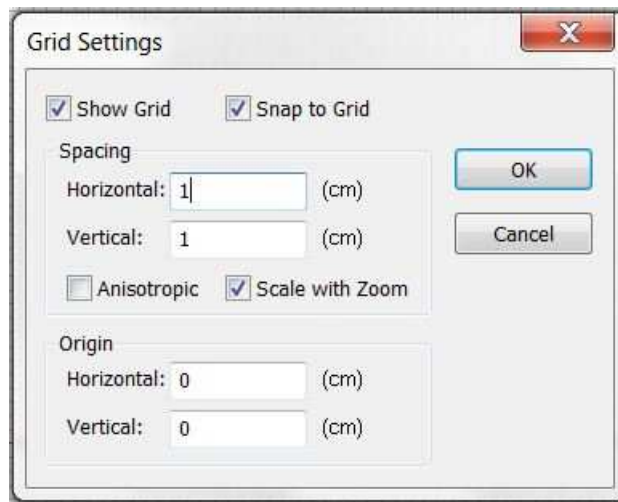 Grid Settings
Show Grid Snap to Grid
Spacing
OK
Horizontal: 1 (cm)
Vertical: 1 (cm)
Cancel
Anisotropic Scale with Zoom
Origin
Horizontal: 0 (cm)
Vertical: 0 (cm)